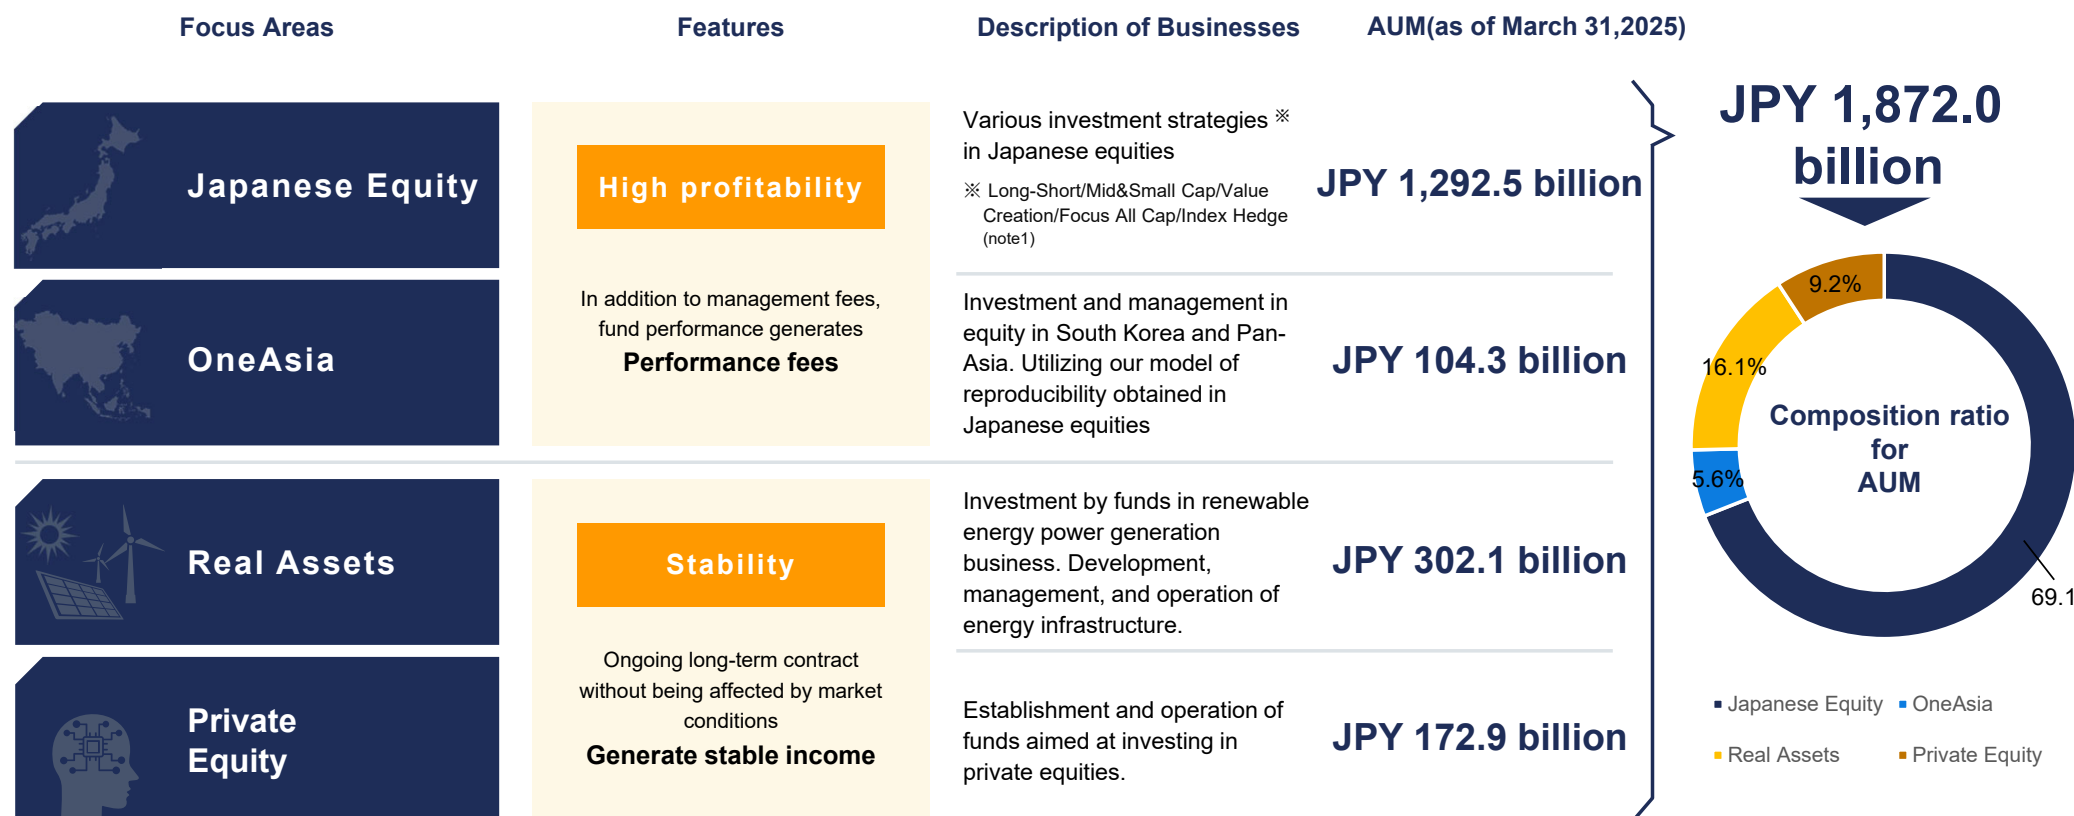 Focus Areas
Features
Description of Businesses
AUM(as of March 31,2025)
Japanese Equity
High profitability
Various investment strategies ※
in Japanese equities
※ Long-Short/Mid&Small Cap/Value
Creation/Focus All Cap/Index Hedge
(note1)
JPY 1,292.5 billion
OneAsia
In addition to management fees,
fund performance generates
Performance fees
Investment and management in
equity in South Korea and Pan-
Asia. Utilizing our model of
reproducibility obtained in
Japanese equities
JPY 104.3 billion
Real Assets
Stability
Investment by funds in renewable
energy power generation
business. Development,
management, and operation of
energy infrastructure.
JPY 302.1 billion
Private
Equity
Ongoing long-term contract
without being affected by market
conditions
Generate stable income
Establishment and operation of
funds aimed at investing in
private equities.
JPY 172.9 billion
JPY 1,872.0
billion
9.2%
16.1%
5.6%
69.1
Composition ratio
for
AUM
Japanese Equity
OneAsia
Real Assets
Private Equity